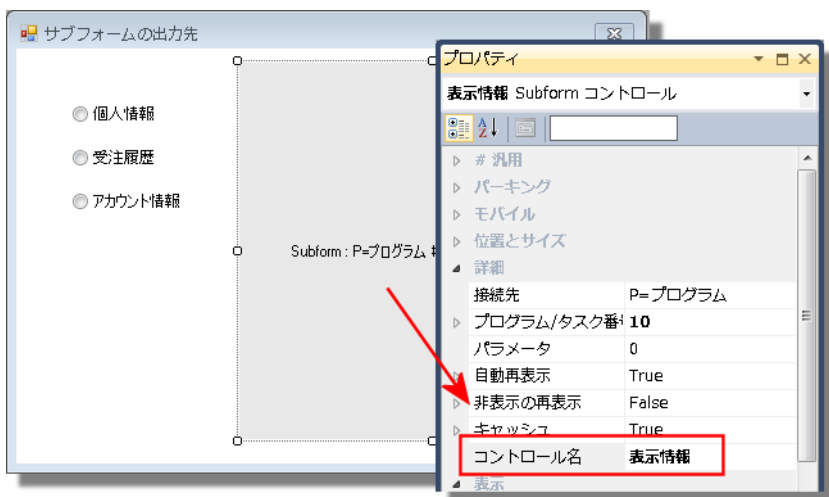 サブフォームの出力先
個人情報
受注履歴
アカウント情報
Subform : P=プログラム
プロパティ
表示情報 Subform コントロール
# 汎用
パーキング
モバイル
位置とサイズ
詳細
接続先 P=プログラム
プログラム/タスク番 10
パラメータ 0
自動再表示 True
非表示の再表示 False
キャッシュ True
コントロール名 表示情報
表示